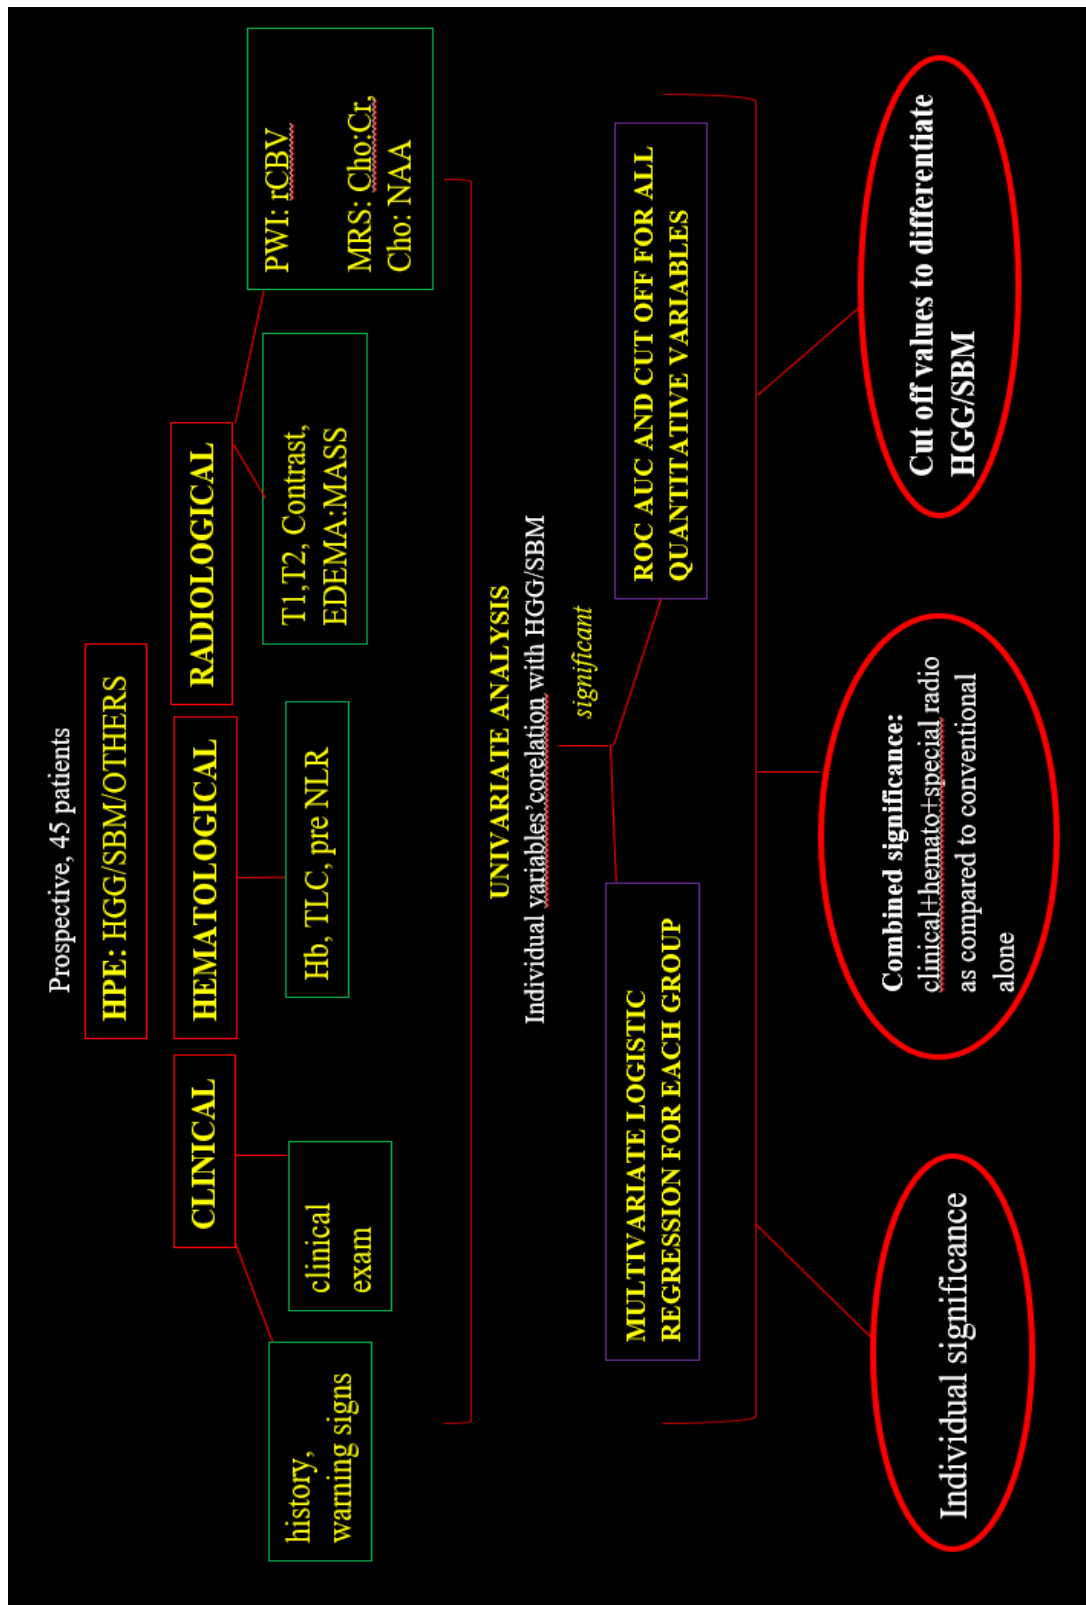 Prospective, 45 patients
HPE: HGG/SBM/OTHERS
CLINICAL
HEMATOLOGICAL
RADIOLOGICAL
history,
warning signs
clinical
exam
Hb, TLC, pre NLR
T1,T2, Contrast,
EDEMA:MASS
PWI: rCBV
MRS: Cho:Cr,
Cho: NAA
UNIVARIATE ANALYSIS
Individual variables'corelation with HGG/SBM
significant
MULTIVARIATE LOGISTIC
REGRESSION FOR EACH GROUP
ROC AUC AND CUT OFF FOR ALL
QUANTITATIVE VARIABLES
Individual significance
Combined significance:
clinical+hemato+special radio
as compared to conventional
alone
Cut off values to differentiate
HGG/SBM